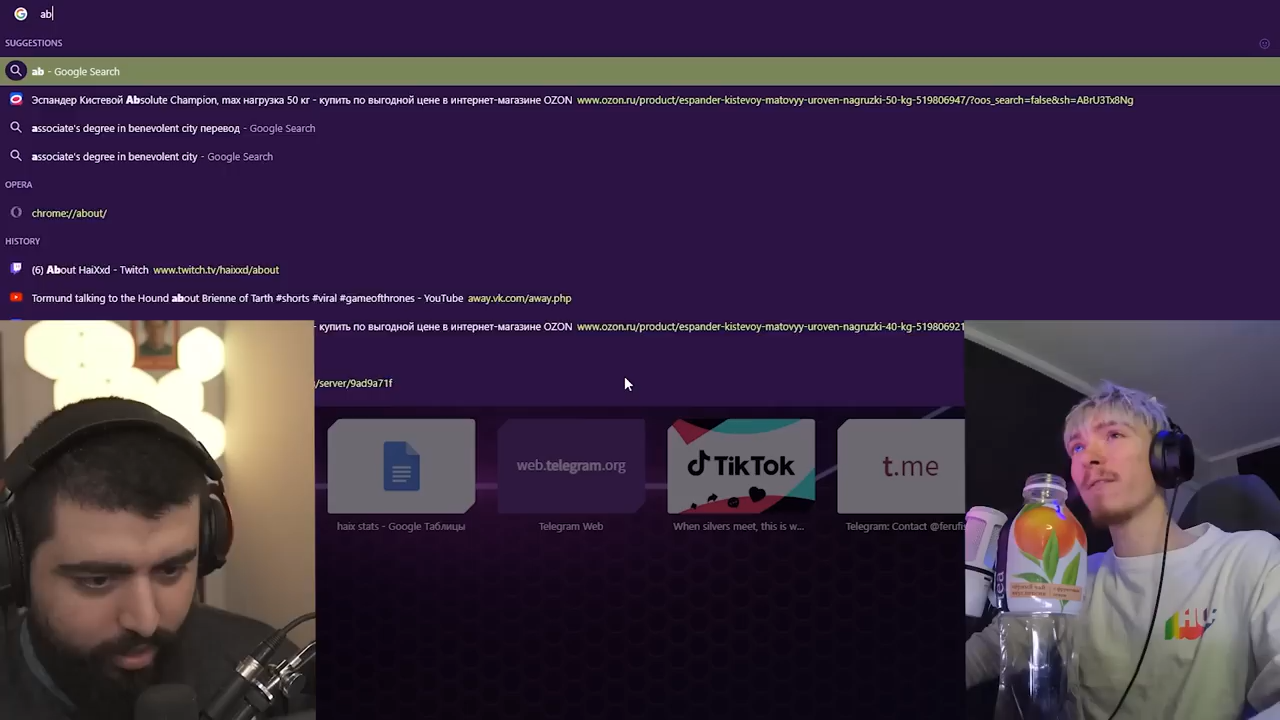 ab
SUGGESTIONS
ab - Google Search
Эспандер Кистевой Absolute Champion, max нагрузка 50 кг - купить по выгодной цене в интернет-магазине OZON www.ozon.ru/product/espander-kistevoy-matovyy-uroven-nagruzki-50-kg-519806947/?oos_search=false&sh=ABrU3Tx8Ng
associate's degree in benevolent city перевод - Google Search
associate's degree in benevolent city - Google Search
OPERA
chrome://about/
HISTORY
(6) About HaiXxd - Twitch www.twitch.tv/haixxd/about
Tormund talking to the Hound about Brienne of Tarth #shorts #viral #gameofthrones - YouTube away.vk.com/away.php
- купить по выгодной цене в интернет-магазине OZON www.ozon.ru/product/espander-kistevoy-matovyy-uroven-nagruzki-40-kg-519806921
/server/9ad9a71f
web.telegram.org
TikTok
t.me
haix stats - Google Таблицы
Telegram Web
When silvers meet, this is w...
Telegram: Contact @ferufi
tea